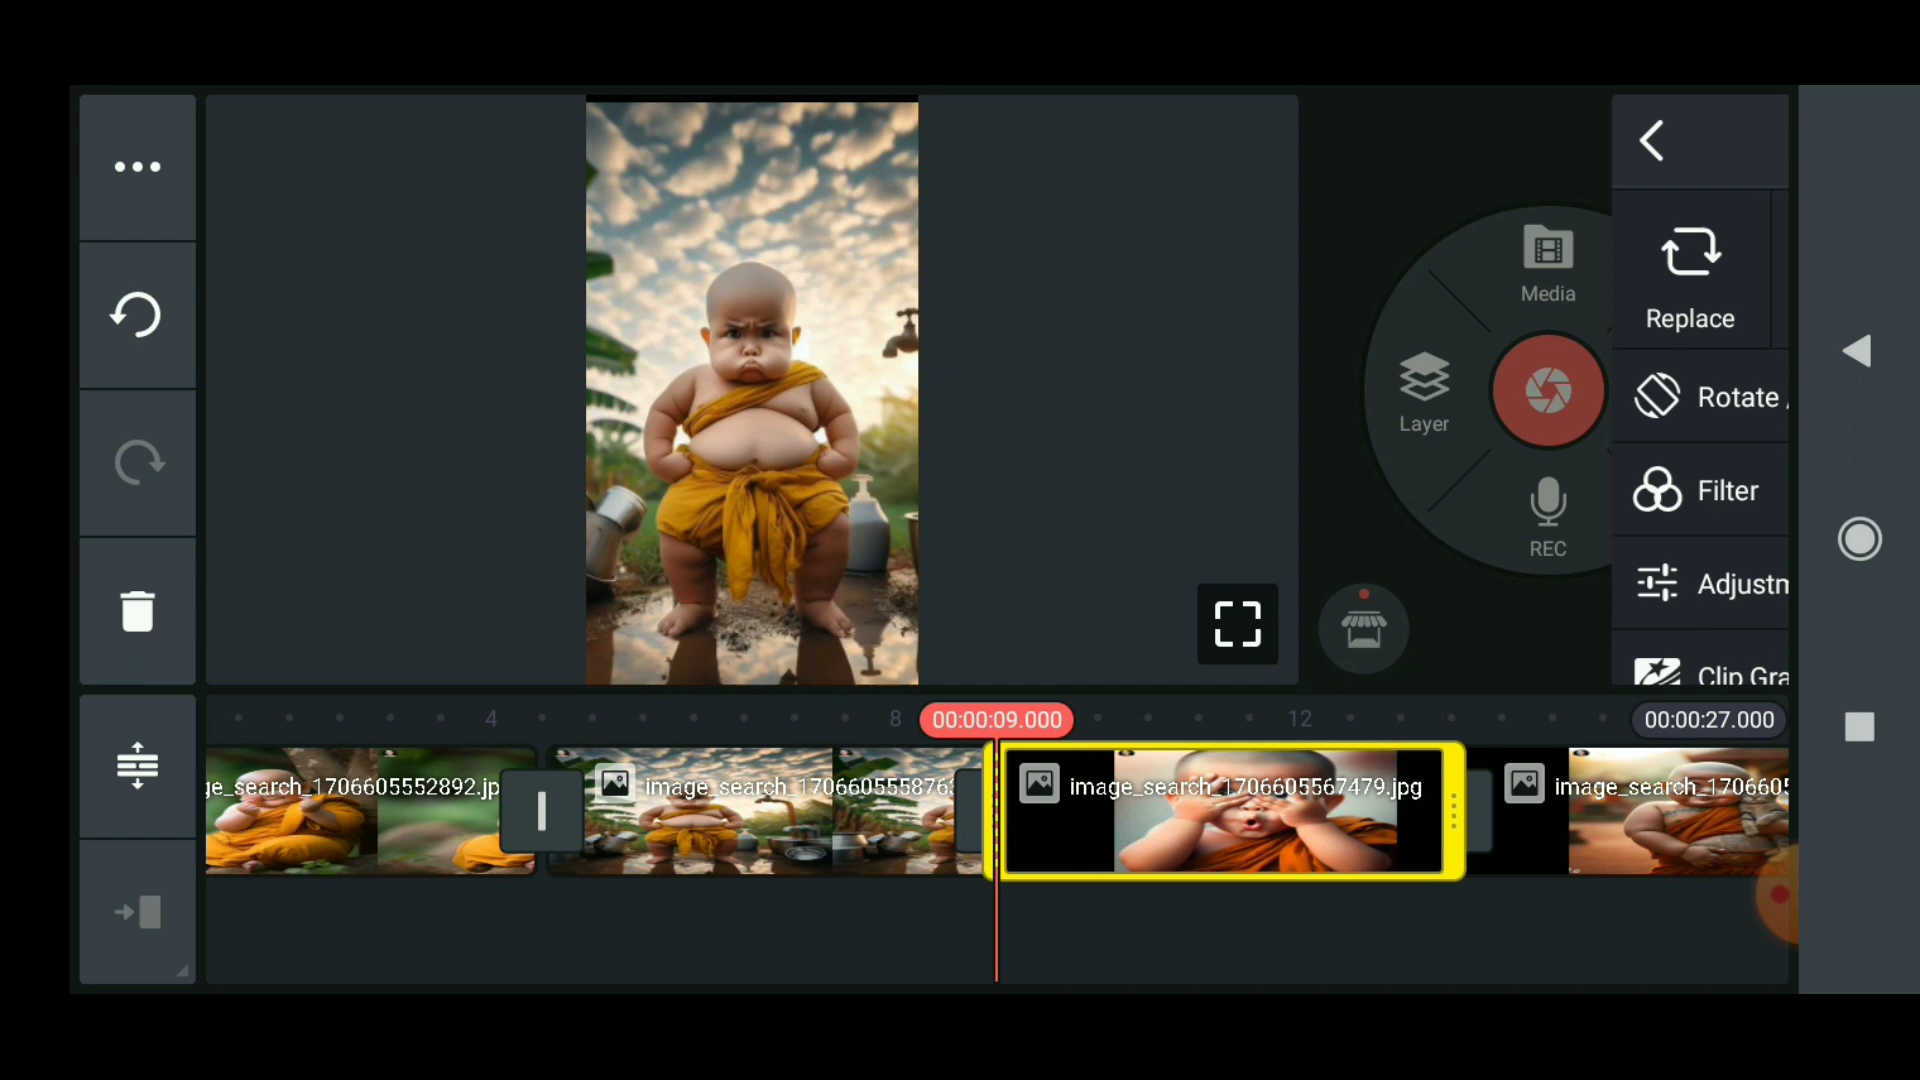 Media
Replace
Layer
Rotate
Filter
REC
Adjustm
Clip Gra
4
8
00:00:09.000
12
00:00:27.000
ge_search_1706605552892.jp
image_search_170660555876
image_search_1706605567479.jpg
image_search_170660